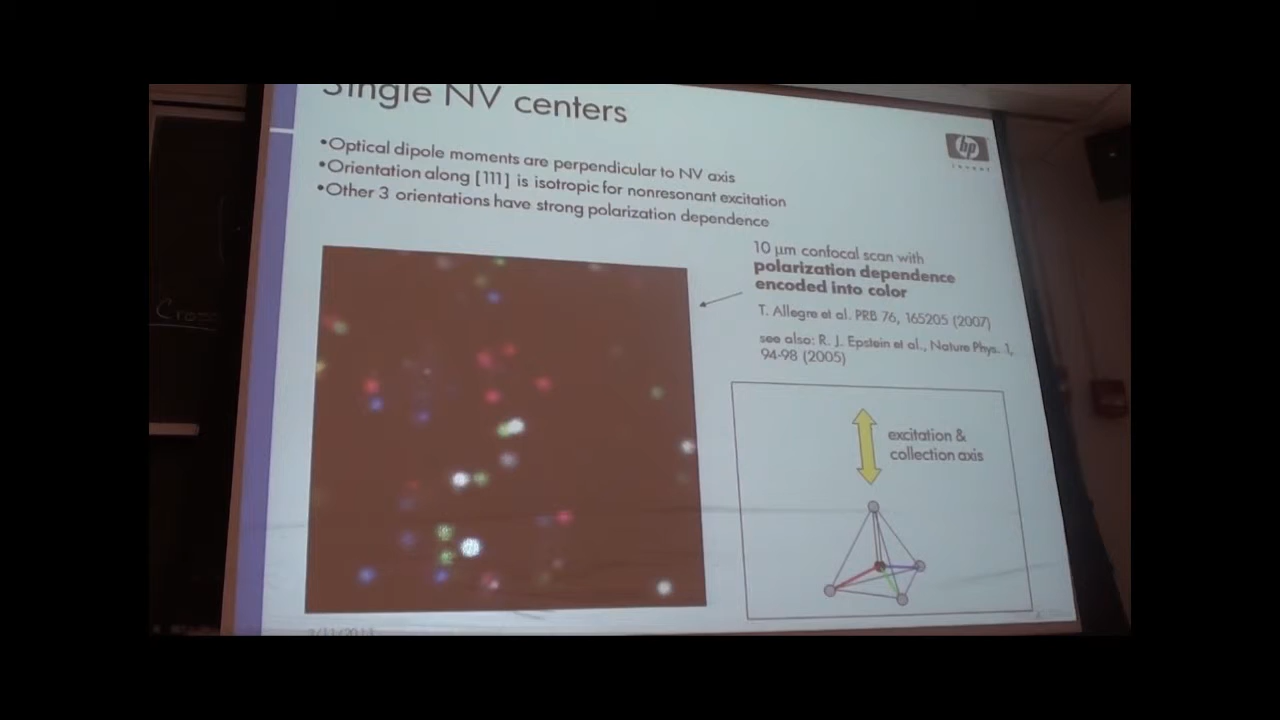 Single NV centers
•Optical dipole moments are perpendicular to NV axis
•Orientation along [111] is isotropic for nonresonant excitation
•Other 3 orientations have strong polarization dependence
hp
invent
10 µm confocal scan with
polarization dependence
encoded into color
T. Allegre et al. PRB 76, 165205 (2007)
see also: R. J. Epstein et al., Nature Phys. 1,
94-98 (2005)
excitation &
collection axis
Cross